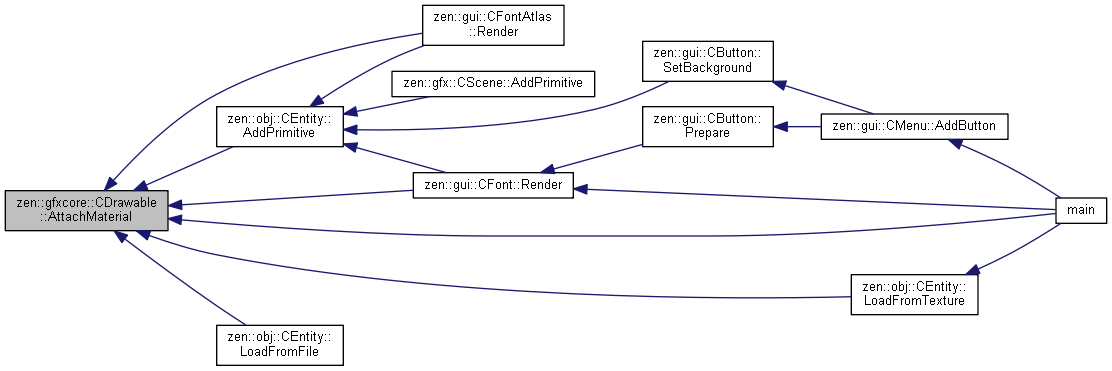 zen::gui::CFontAtlas
::Render
zen::gui::CButton::
SetBackground
zen::gfx::CScene::AddPrimitive
zen::obj::CEntity::
AddPrimitive
zen::gui::CButton::
Prepare
zen::gui::CMenu::AddButton
zen::gui::CFont::Render
zen::gfxcore::CDrawable
::AttachMaterial
main
zen::obj::CEntity::
LoadFromTexture
zen::obj::CEntity::
LoadFromFile